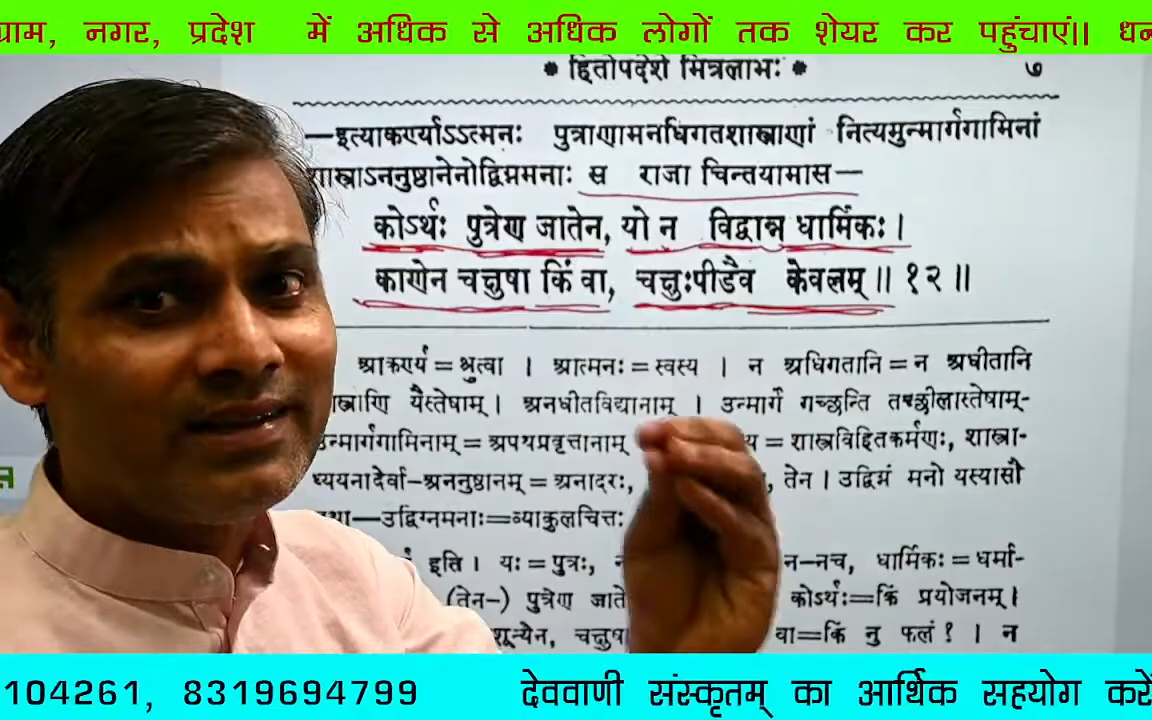 ग्राम, नगर, प्रदेश में अधिक से अधिक लोगों तक शेयर कर पहुंचाएं।। धन
● हितोपदेशे मित्रलाभः ● ७
—इत्याकर्ण्याऽऽत्मनः पुत्राणामनधिगतशास्त्राणां नित्यमुन्मार्गगामिनां
शास्त्राऽननुष्ठानेनोद्विग्नमनाः स राजा चिन्तयामास—
कोऽर्थः पुत्रेण जातेन, यो न विद्वान्न धार्मिकः ।
काणेन चक्षुषा किं वा, चक्षुःपीडैव केवलम् ॥ १२ ॥
आकर्ण्य = श्रुत्वा । आत्मनः = स्वस्य । न अधिगतानि = न अधीतानि
स्त्राणि यैस्तेषाम् । अनधीतविद्यानाम् । उन्मार्गे गच्छन्ति तच्छीलास्तेषाम्-
उन्मार्गगामिनाम् = अपथप्रवृत्तानाम् य = शास्त्रविहितकर्मणः, शास्त्रा-
ध्ययनादेर्वा-अननुष्ठानम् = अनादरः, , तेन । उद्विग्नं मनो यस्यासौ
तथा—उद्विग्नमनाः=व्याकुलचित्तः
इति । यः = पुत्रः, न न-नच, धार्मिकः = धर्मा-
(तेन-) पुत्रेण जाते कोऽर्थः=किं प्रयोजनम् ।
शून्येन, चक्षुषा वा=किं नु फलं ? । न
104261, 8319694799 देववाणी संस्कृतम् का आर्थिक सहयोग करें